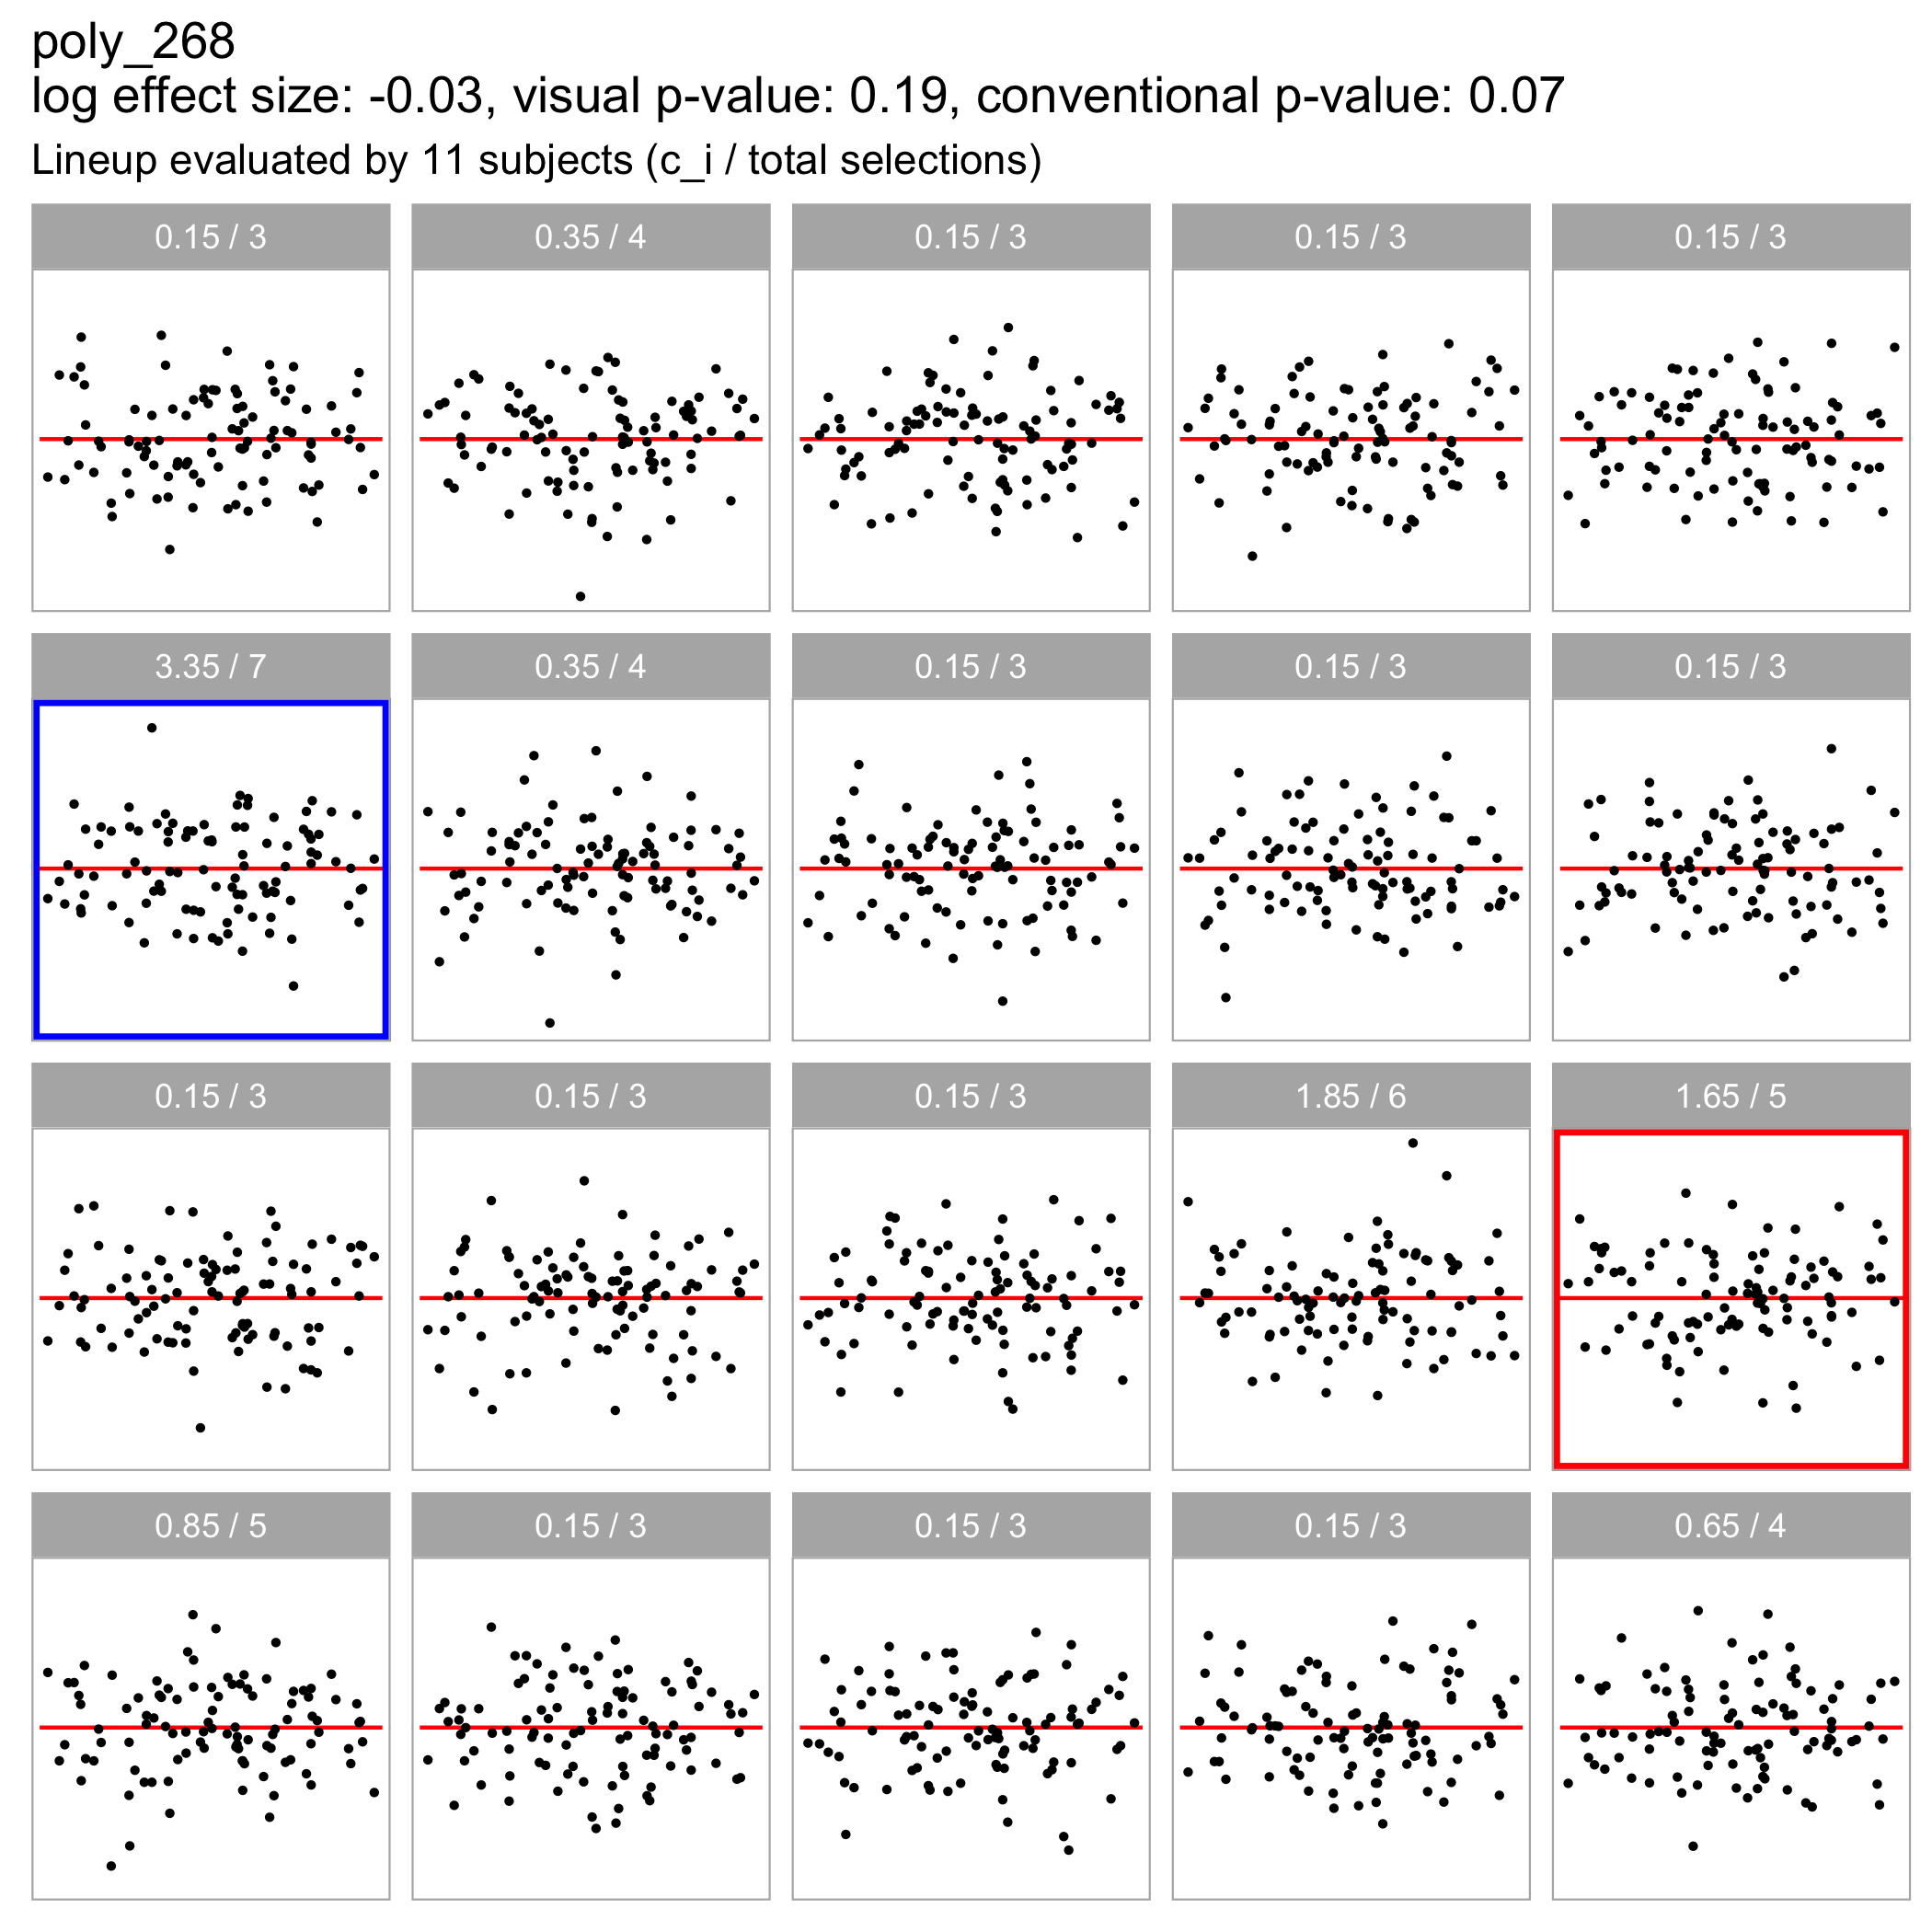 poly_268
log effect size: -0.03, visual p-value: 0.19, conventional p-value: 0.07
Lineup evaluated by 11 subjects (c_i / total selections)
0.15 / 3
0.35 / 4
0.15 / 3
0.15 / 3
0.15 / 3
3.35 / 7
0.35 / 4
0.15 / 3
0.15 / 3
0.15 / 3
0.15 / 3
0.15 / 3
0.15 / 3
1.85 / 6
1.65 / 5
0.85 / 5
0.15 / 3
0.15 / 3
0.15 / 3
0.65 / 4